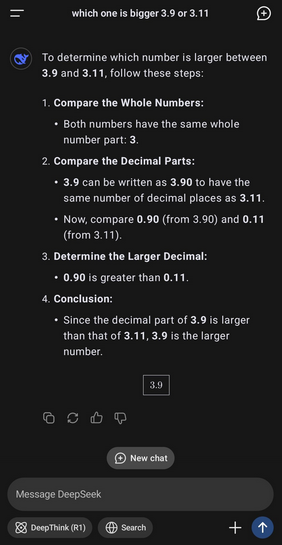 which one is bigger 3.9 or 3.11
To determine which number is larger between
3.9 and 3.11, follow these steps:
1. Compare the Whole Numbers:
• Both numbers have the same whole
number part: 3.
2. Compare the Decimal Parts:
• 3.9 can be written as 3.90 to have the
same number of decimal places as 3.11.
• Now, compare 0.90 (from 3.90) and 0.11
(from 3.11).
3. Determine the Larger Decimal:
• 0.90 is greater than 0.11.
4. Conclusion:
• Since the decimal part of 3.9 is larger
than that of 3.11, 3.9 is the larger
number.
3.9
New chat
Message DeepSeek
DeepThink (R1) Search